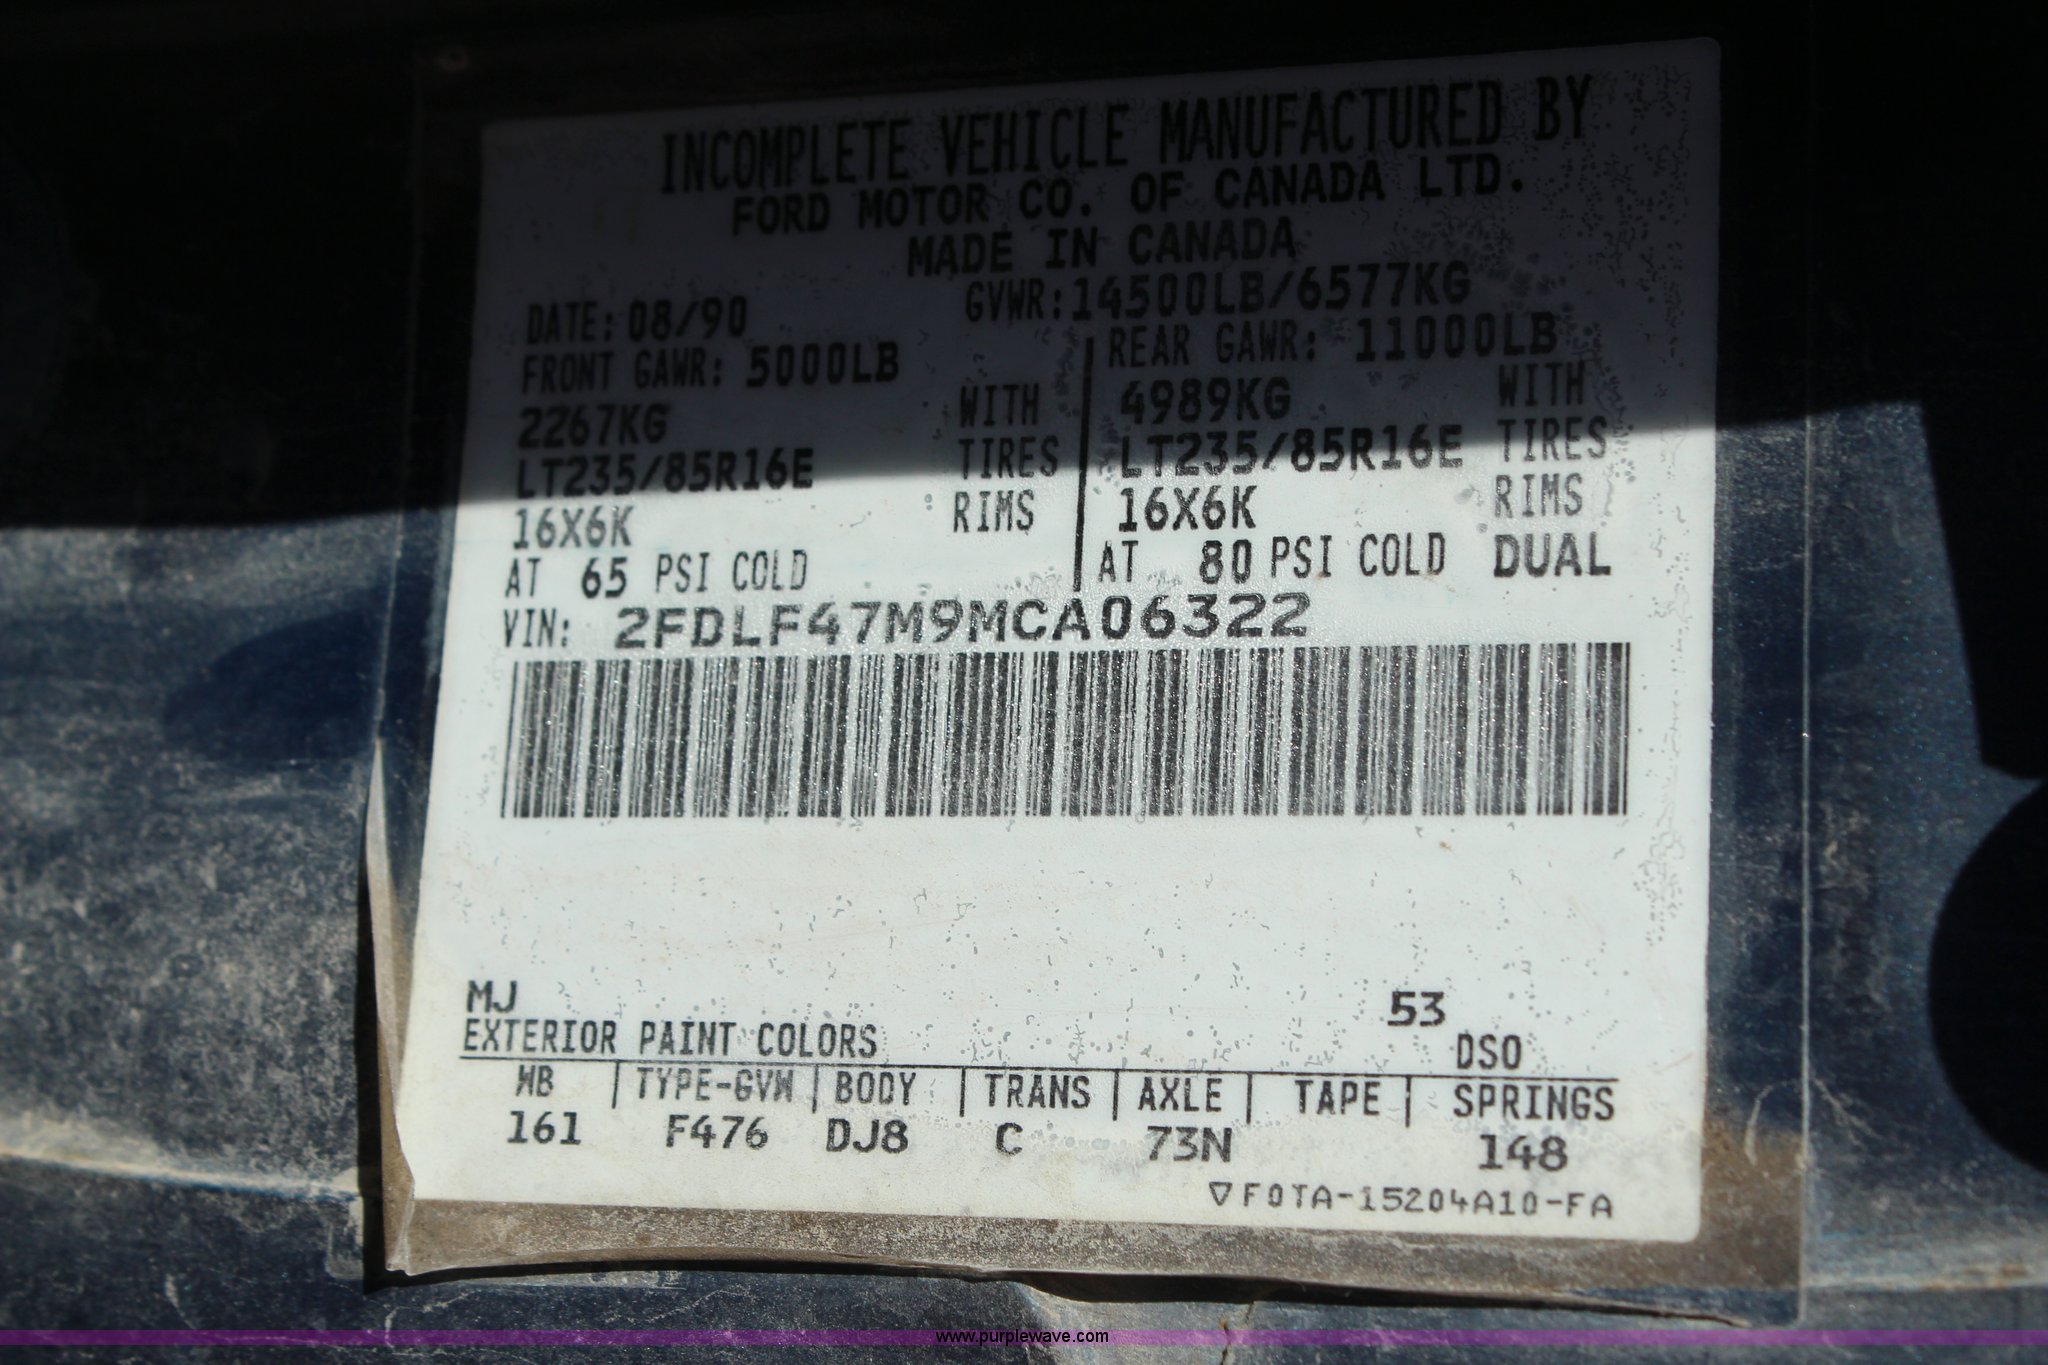 INCOMPLETE VEHICLE MANUFACTURED BY
FORD MOTOR CO. OF CANADA LTD.
MADE IN CANADA
DATE: 08/90 GVWR: 14500LB/6577KG
FRONT GAWR: 5000LB REAR GAWR: 11000LB
2267KG WITH 4989KG WITH
LT235/85R16E TIRES LT235/85R16E TIRES
16X6K RIMS 16X6K RIMS
AT 65 PSI COLD AT 80 PSI COLD DUAL
VIN: 2FDLF47M9MCA06322
MJ 53
EXTERIOR PAINT COLORS DSO
WB TYPE-GVW BODY TRANS AXLE TAPE SPRINGS
161 F476 DJ8 C 73N 148
▽F0TA-15204A10-FA
www.purplewave.com